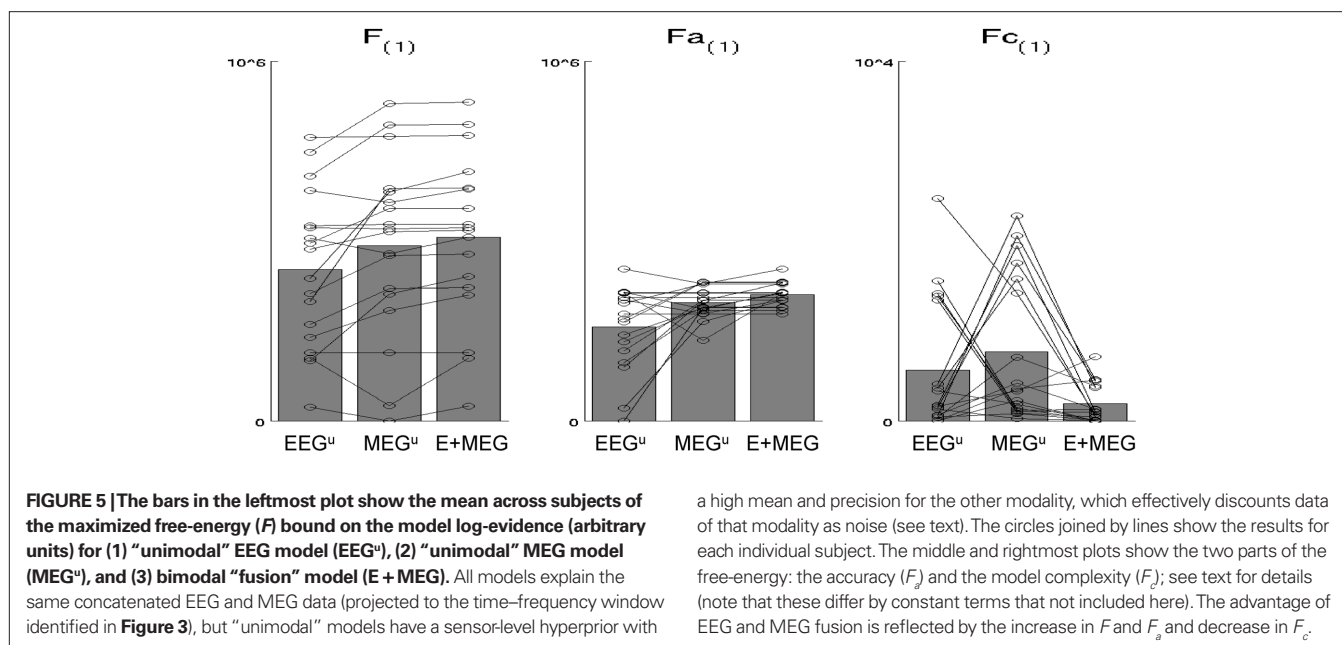 F(1)
Fa(1)
Fc(1)
10^6
10^6
10^4
0
0
0
EEGᵘ MEGᵘ E+MEG
EEGᵘ MEGᵘ E+MEG
EEGᵘ MEGᵘ E+MEG
FIGURE 5 | The bars in the leftmost plot show the mean across subjects of
the maximized free-energy (F) bound on the model log-evidence (arbitrary
units) for (1) “unimodal” EEG model (EEGᵘ), (2) “unimodal” MEG model
(MEGᵘ), and (3) bimodal “fusion” model (E + MEG). All models explain the
same concatenated EEG and MEG data (projected to the time–frequency window
identified in Figure 3), but “unimodal” models have a sensor-level hyperprior with
a high mean and precision for the other modality, which effectively discounts data
of that modality as noise (see text). The circles joined by lines show the results for
each individual subject. The middle and rightmost plots show the two parts of the
free-energy: the accuracy (Fa) and the model complexity (Fc); see text for details
(note that these differ by constant terms that not included here). The advantage of
EEG and MEG fusion is reflected by the increase in F and Fa and decrease in Fc.